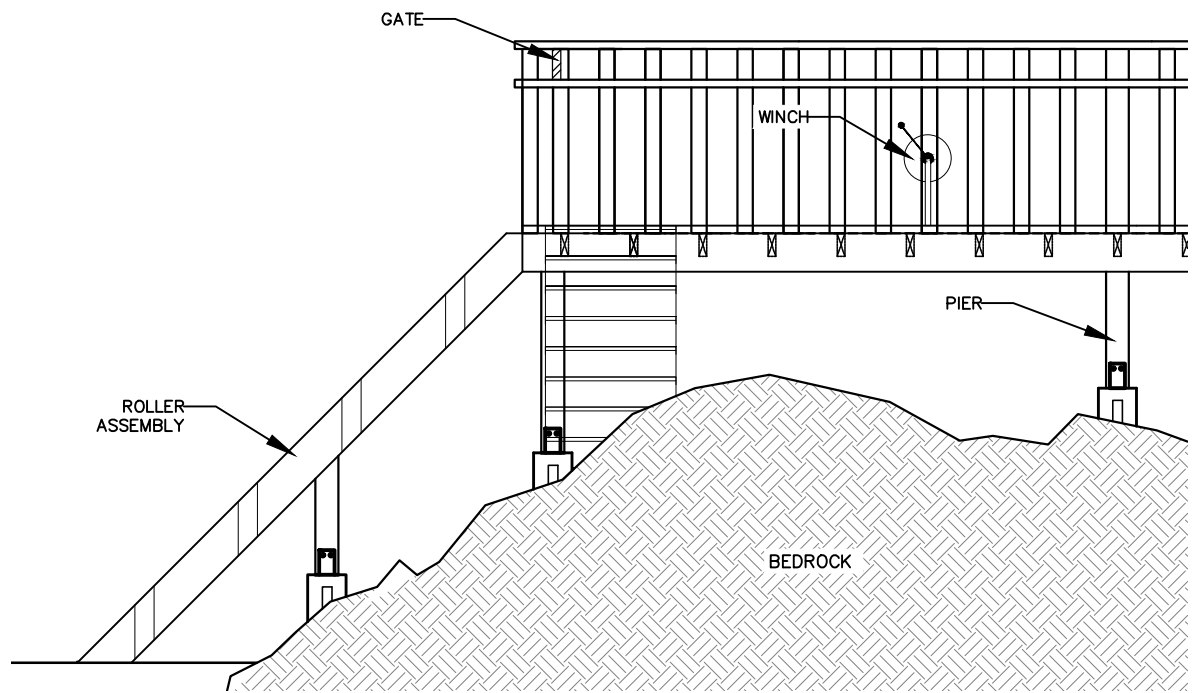 GATE
WINCH
PIER
ROLLER
ASSEMBLY
BEDROCK